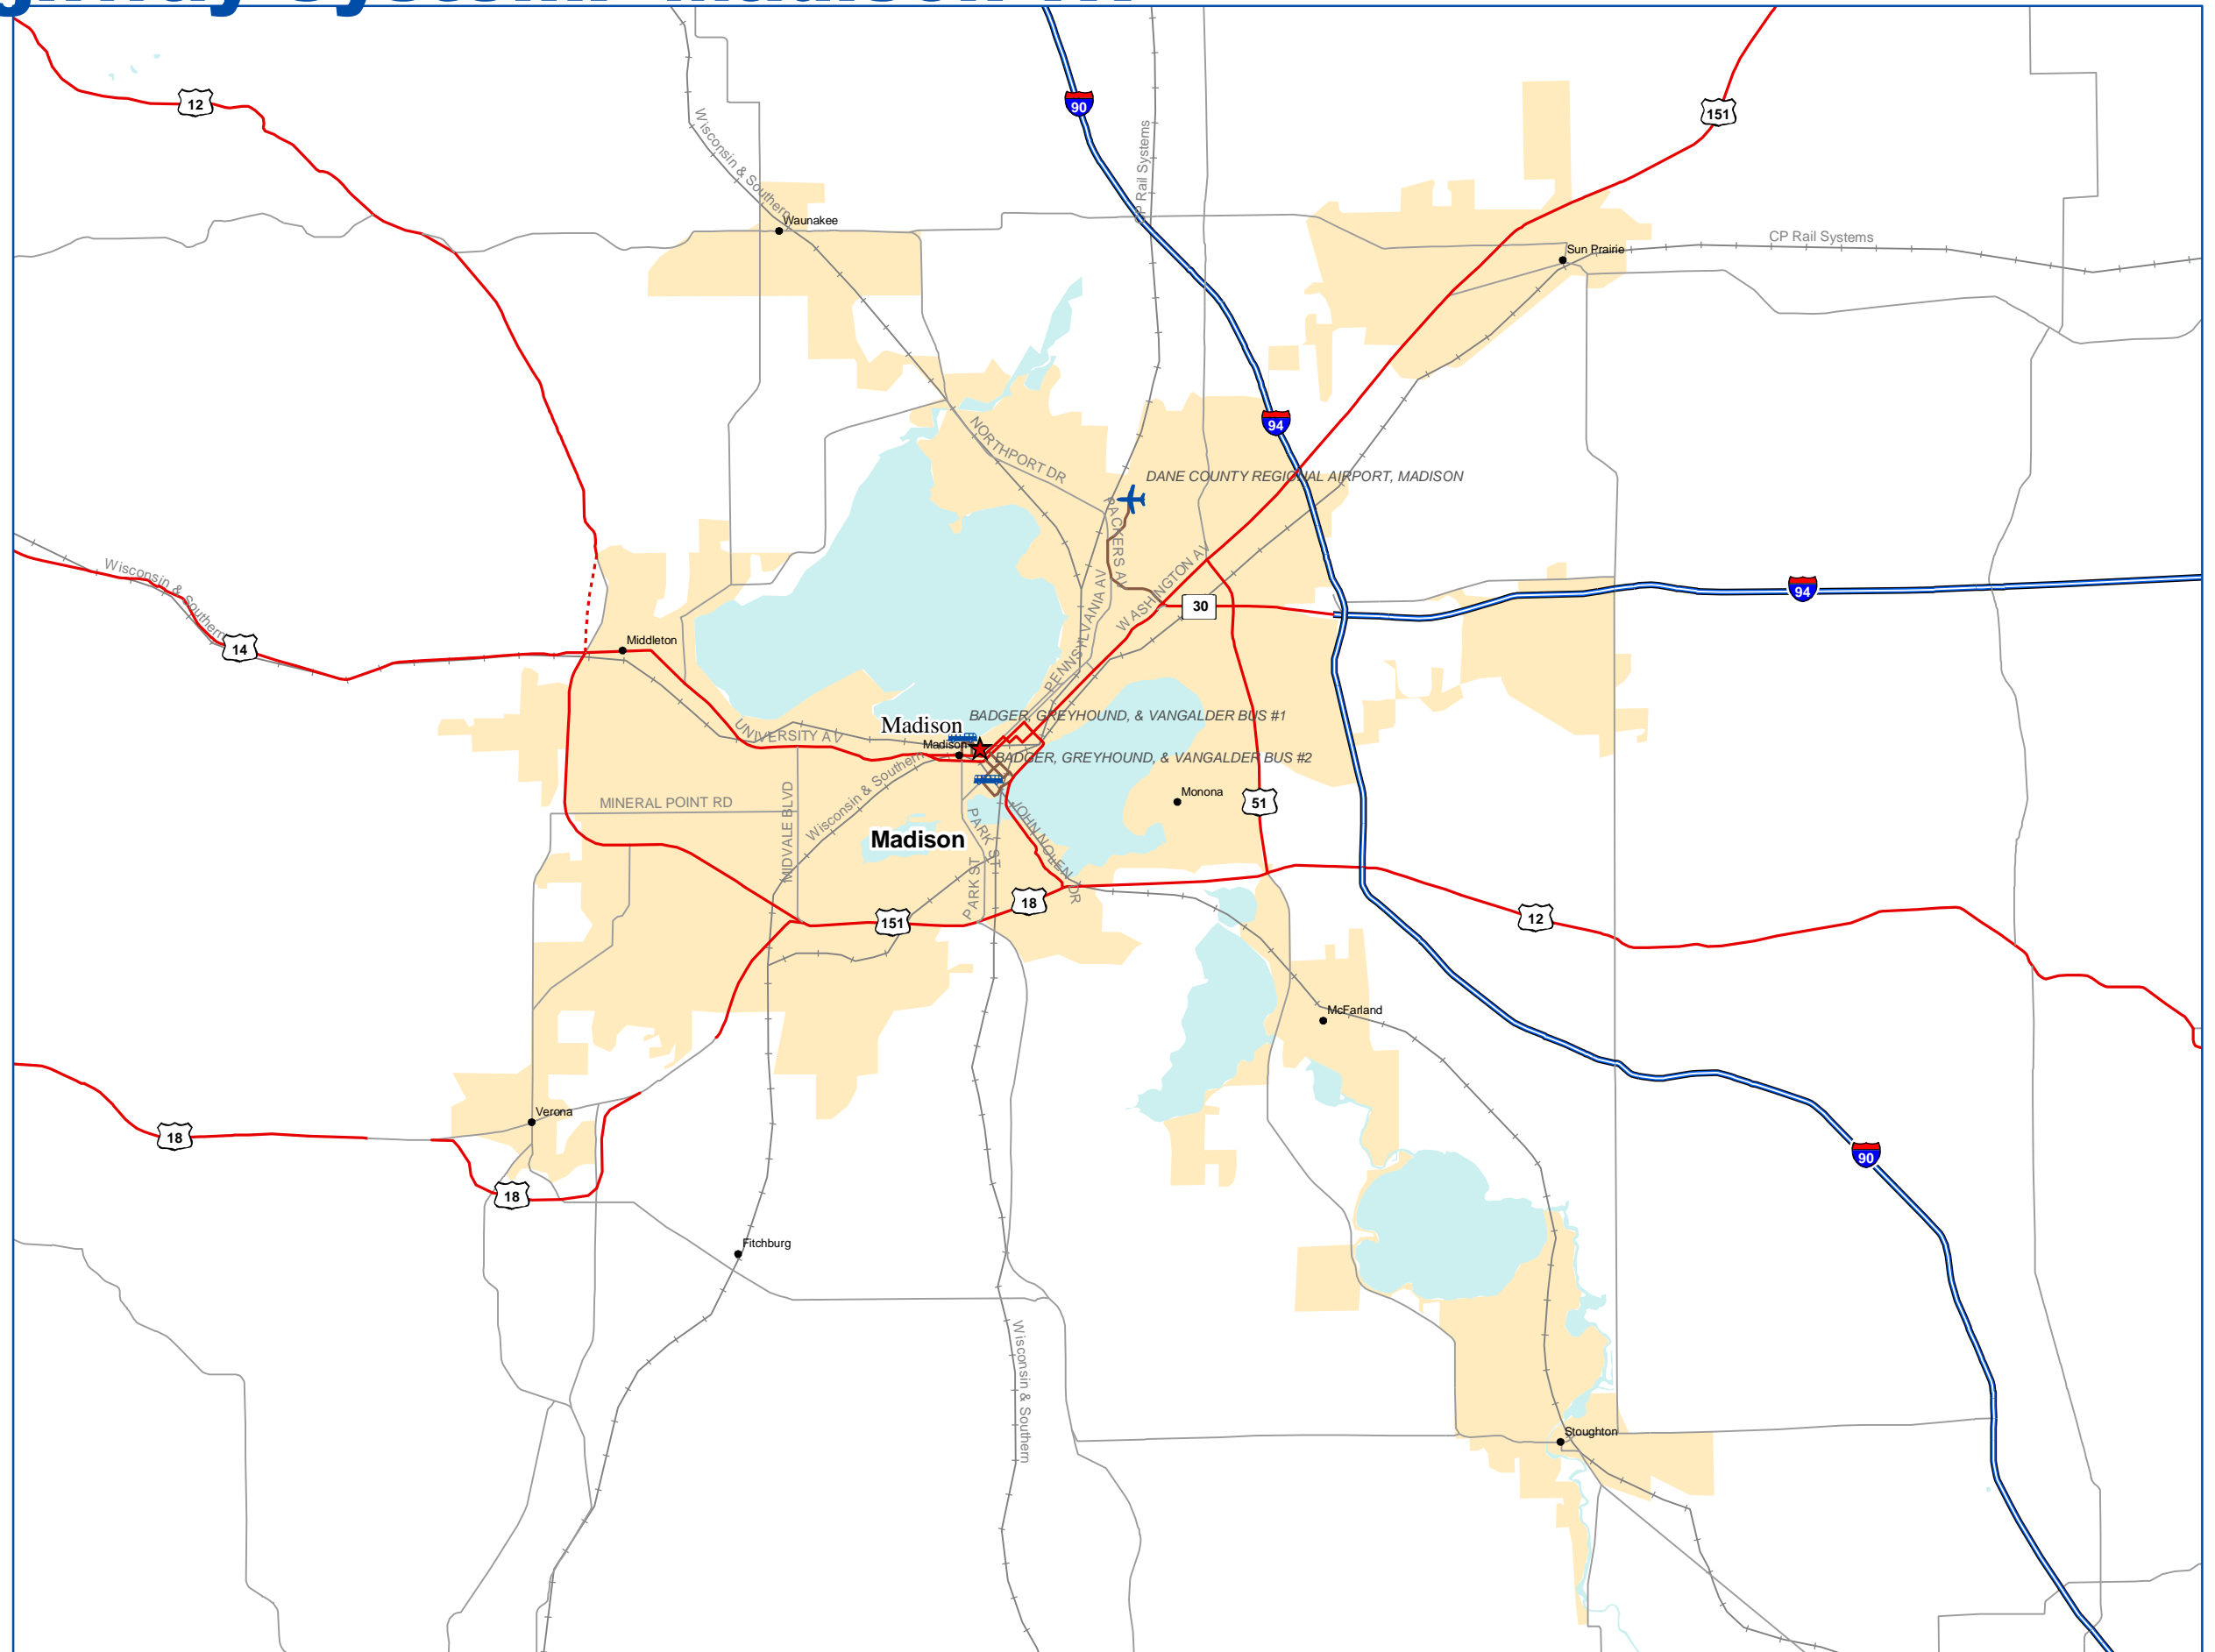 12
90
151
Wisconsin & Southern
CP Rail Systems
Waunakee
Sun Prairie
CP Rail Systems
94
NORTHPORT DR
DANE COUNTY REGIONAL AIRPORT, MADISON
PACKERS AV
WASHINGTON AV
PENNSYLVANIA AV
Wisconsin & Southern
14
Middleton
30
94
Madison
BADGER, GREYHOUND, & VANGALDER BUS #1
UNIVERSITY AV
Madison
BADGER, GREYHOUND, & VANGALDER BUS #2
Wisconsin & Southern
MINERAL POINT RD
MIDVALE BLVD
Monona
51
PARK ST
JOHN NOLEN DR
Madison
PARK ST
18
151
12
McFarland
Verona
18
90
18
Fitchburg
Wisconsin & Southern
Stoughton